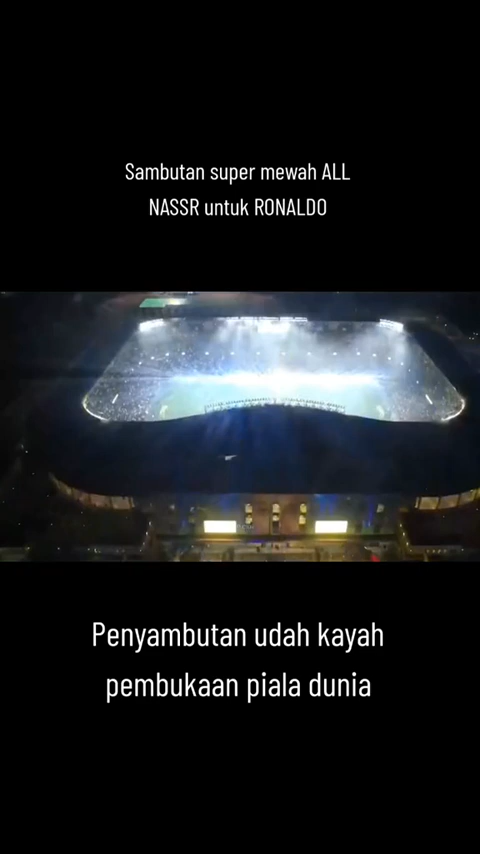 Sambutan super mewah ALL
NASSR untuk RONALDO
Penyambutan udah kayah
pembukaan piala dunia